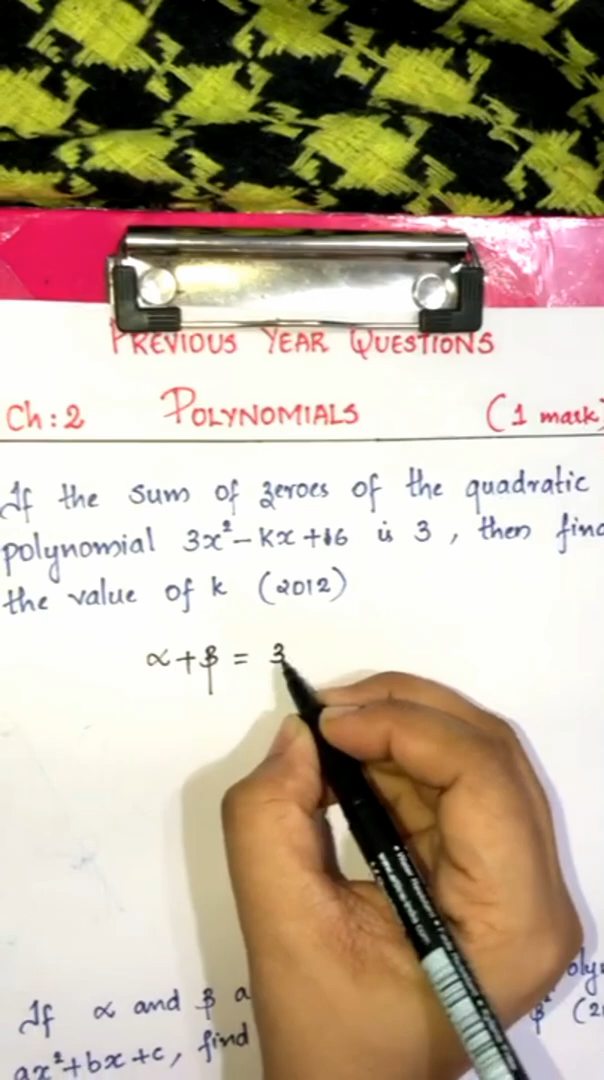 PREVIOUS YEAR QUESTIONS
Ch:2 POLYNOMIALS (1 mark)
If the sum of zeroes of the quadratic
polynomial 3x²-kx+16 is 3, then find
the value of k (2012)
α+β = 3
If α and β a
ax²+bx+c, find